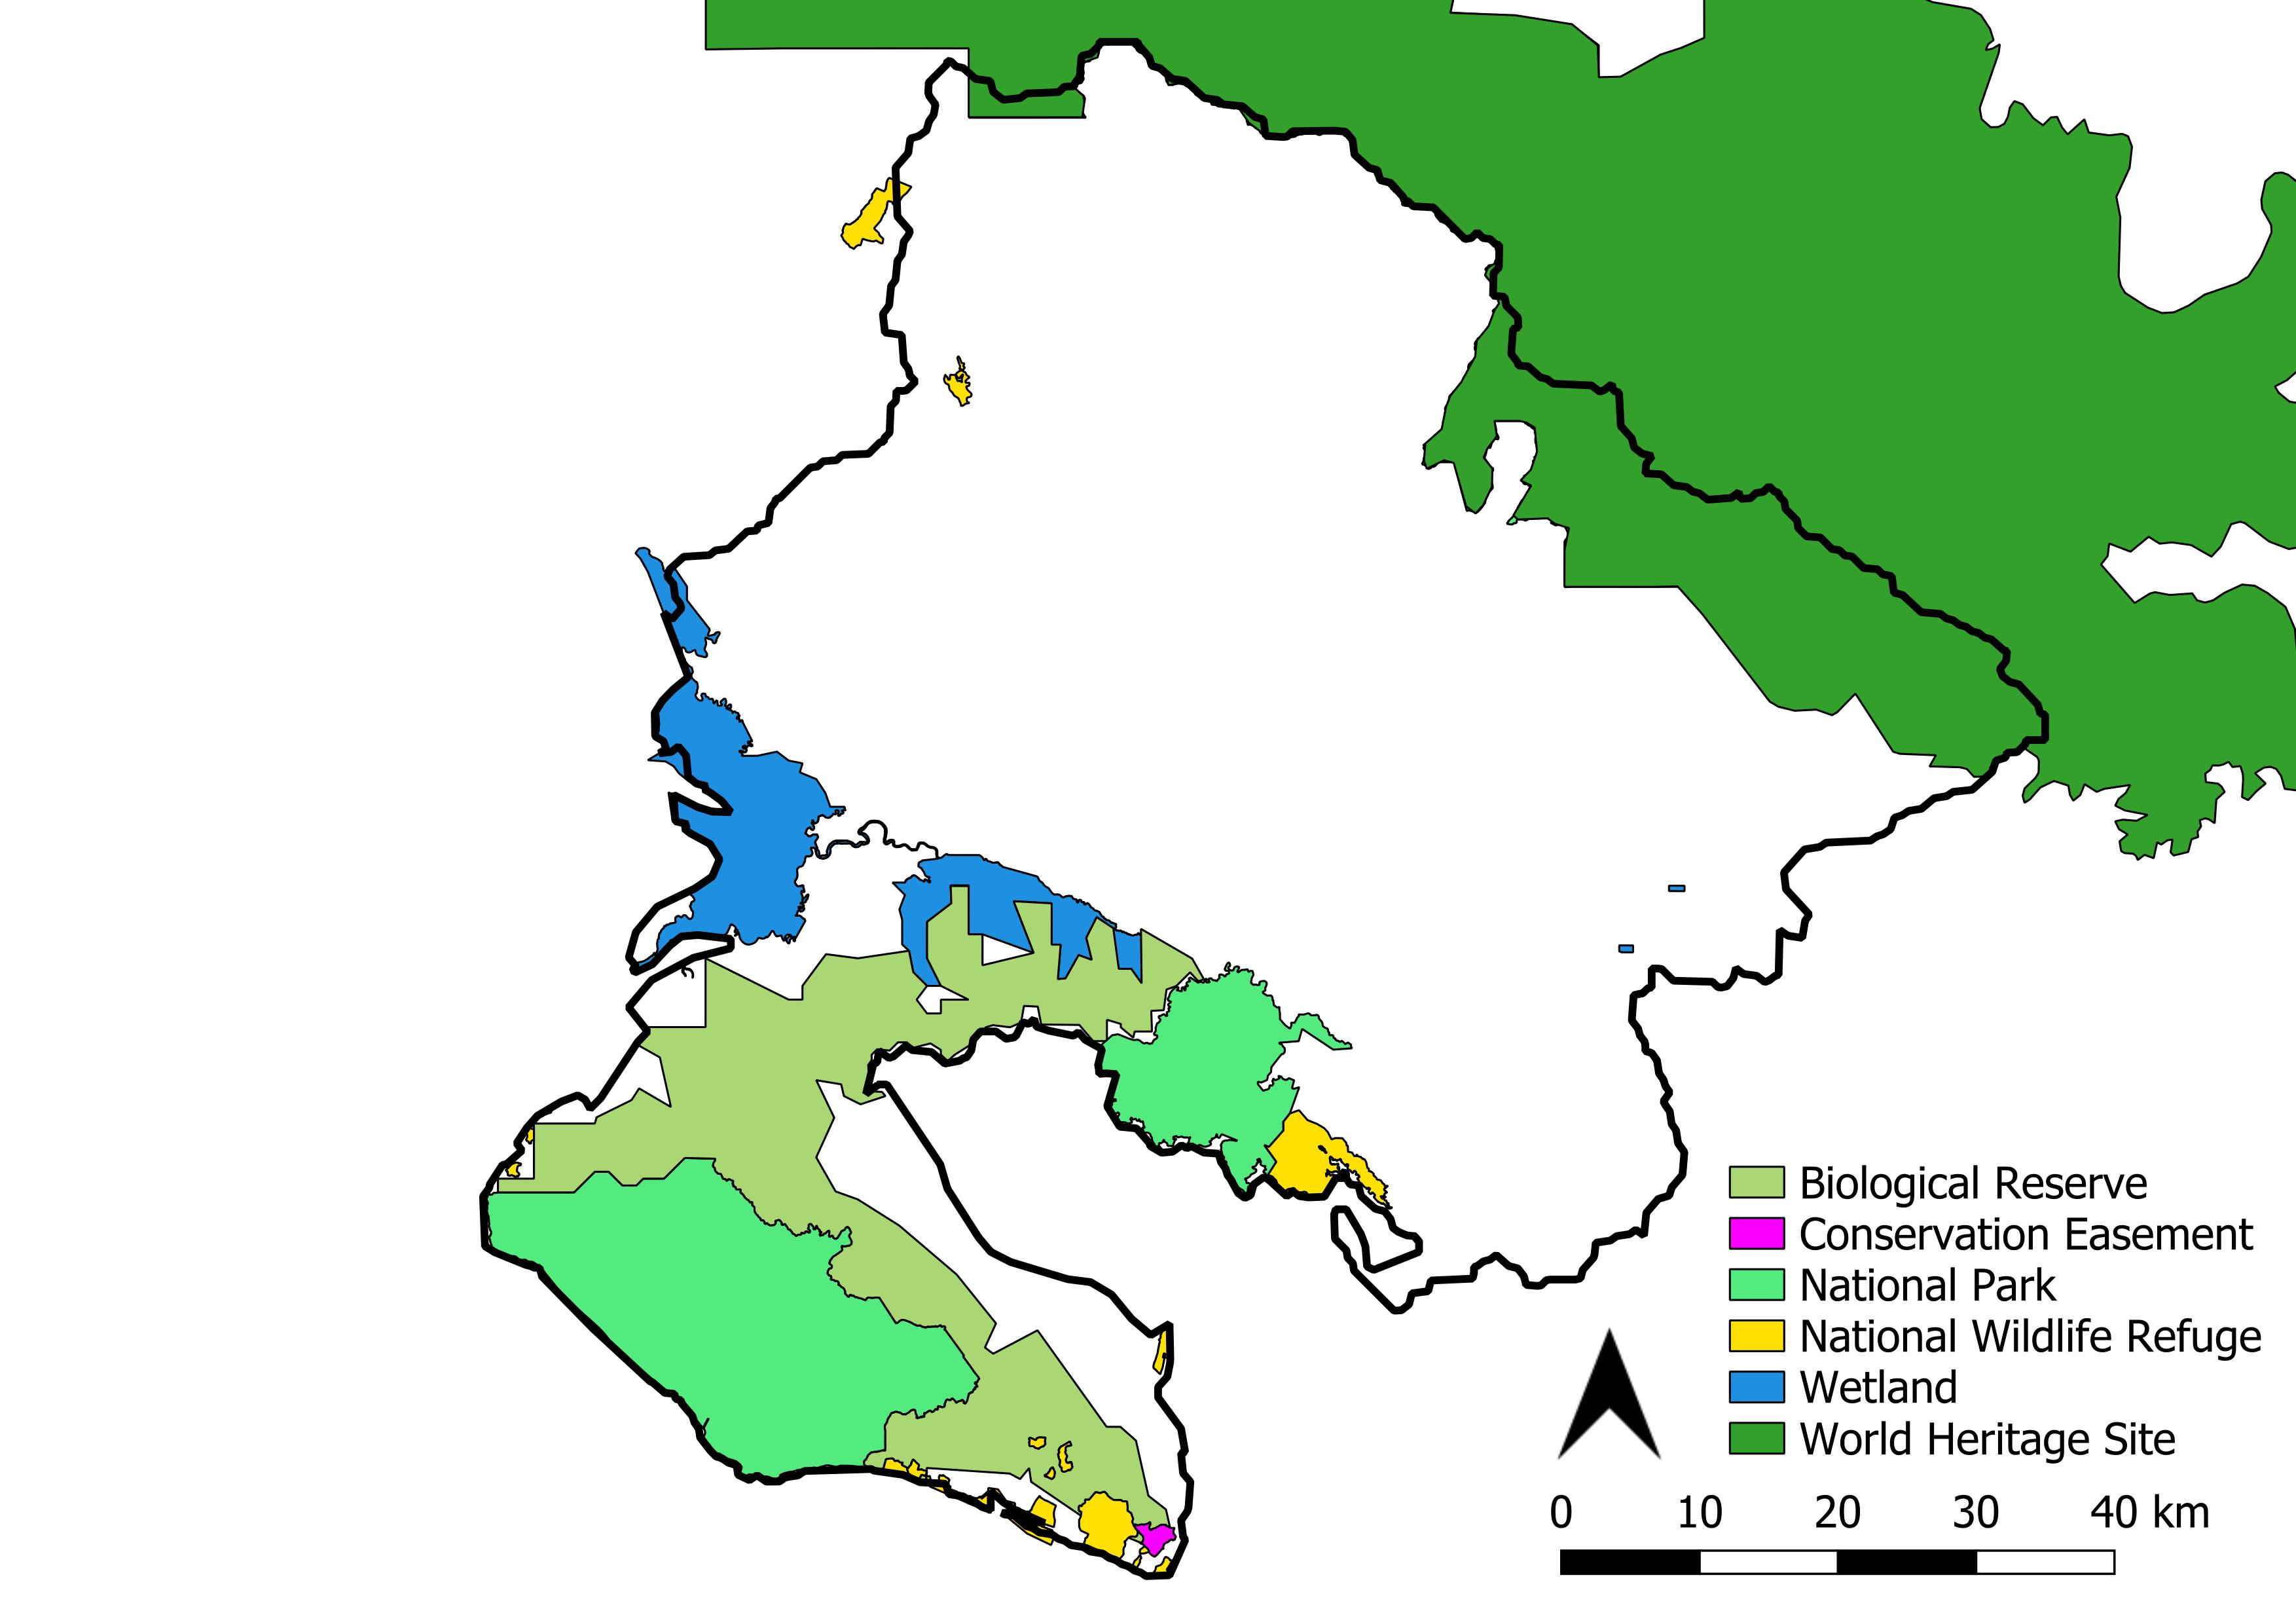 Biological Reserve
Conservation Easement
National Park
National Wildlife Refuge
Wetland
World Heritage Site
0 10 20 30 40 km